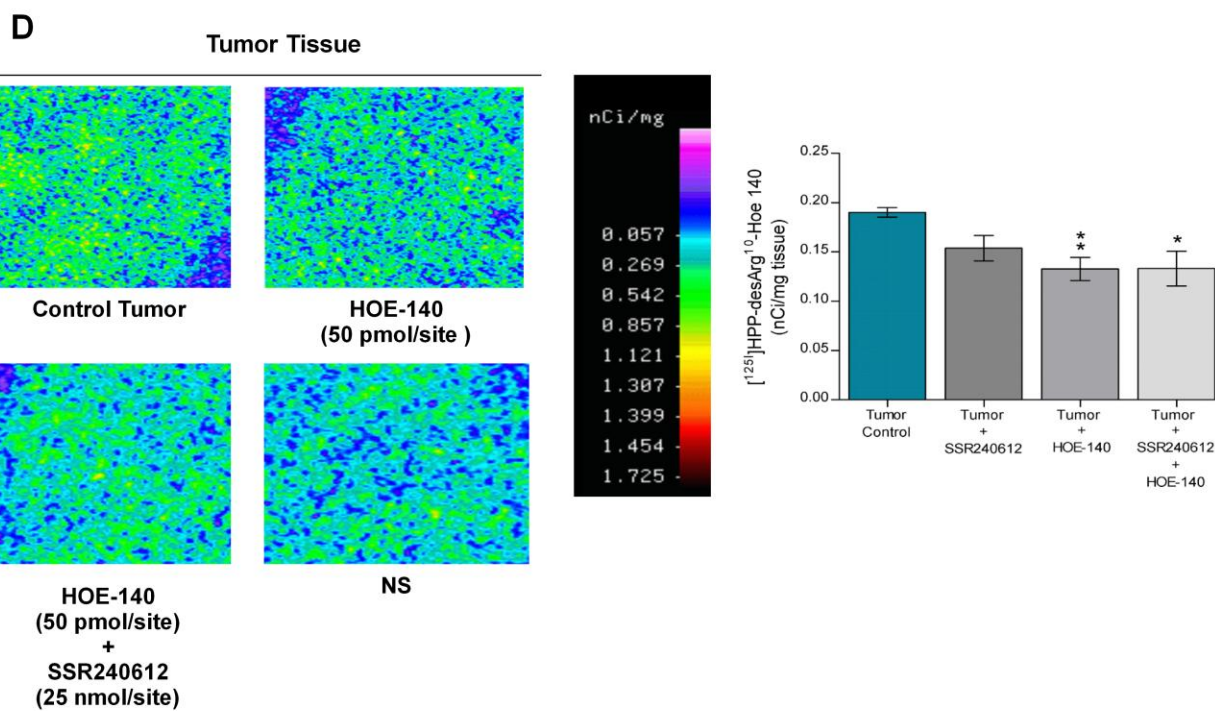 D
Tumor Tissue
Control Tumor
HOE-140
(50 pmol/site )
HOE-140
(50 pmol/site)
+
SSR240612
(25 nmol/site)
NS
nCi/mg
0.057
0.269
0.542
0.857
1.121
1.307
1.399
1.454
1.725
[125I]HPP-desArg10-Hoe 140
(nCi/mg tissue)
0.25
0.20
0.15
0.10
0.05
0.00
*
*
*
Tumor
Control
Tumor
+
SSR240612
Tumor
+
HOE-140
Tumor
+
SSR240612
+
HOE-140